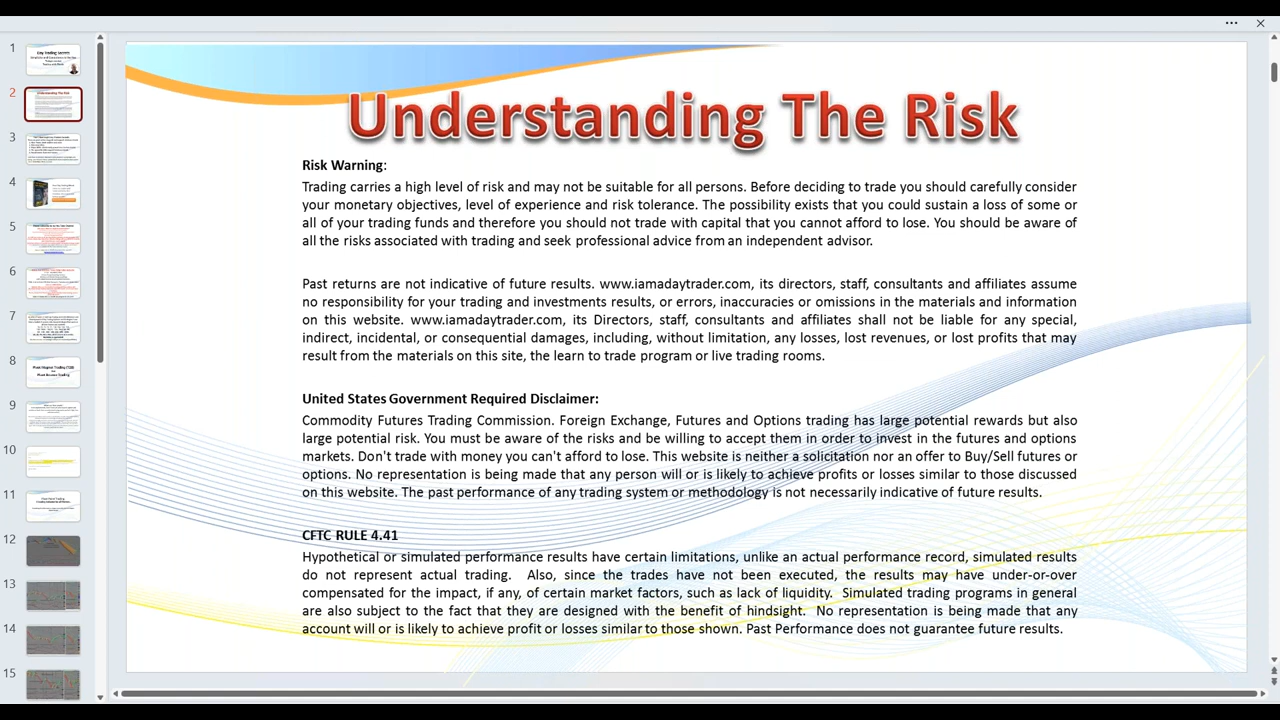 Understanding The Risk
Risk Warning:
Trading carries a high level of risk and may not be suitable for all persons. Before deciding to trade you should carefully consider
your monetary objectives, level of experience and risk tolerance. The possibility exists that you could sustain a loss of some or
all of your trading funds and therefore you should not trade with capital that you cannot afford to lose. You should be aware of
all the risks associated with trading and seek professional advice from an independent advisor.
Past returns are not indicative of future results. www.iamadaytrader.com, its directors, staff, consultants and affiliates assume
no responsibility for your trading and investments results, or errors, inaccuracies or omissions in the materials and information
on this website. www.iamadaytrder.com, its Directors, staff, consultants and affiliates shall not be liable for any special,
indirect, incidental, or consequential damages, including, without limitation, any losses, lost revenues, or lost profits that may
result from the materials on this site, the learn to trade program or live trading rooms.
United States Government Required Disclaimer:
Commodity Futures Trading Commission. Foreign Exchange, Futures and Options trading has large potential rewards but also
large potential risk. You must be aware of the risks and be willing to accept them in order to invest in the futures and options
markets. Don't trade with money you can't afford to lose. This website is neither a solicitation nor an offer to Buy/Sell futures or
options. No representation is being made that any person will or is likely to achieve profits or losses similar to those discussed
on this website. The past performance of any trading system or methodology is not necessarily indicative of future results.
CFTC RULE 4.41
Hypothetical or simulated performance results have certain limitations, unlike an actual performance record, simulated results
do not represent actual trading. Also, since the trades have not been executed, the results may have under-or-over
compensated for the impact, if any, of certain market factors, such as lack of liquidity. Simulated trading programs in general
are also subject to the fact that they are designed with the benefit of hindsight. No representation is being made that any
account will or is likely to achieve profit or losses similar to those shown. Past Performance does not guarantee future results.
1
2
3
6
7
8
9
11
12
13
14
15